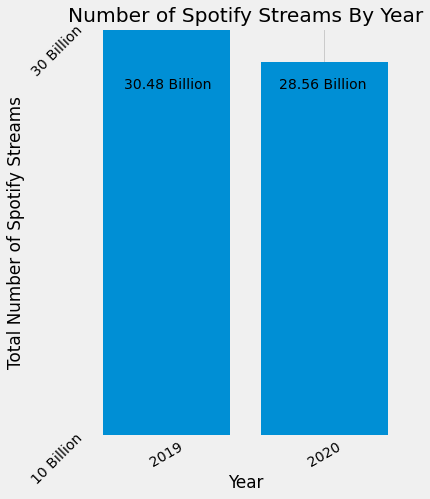 Number of Spotify Streams By Year
30 Billion
30.48 Billion
28.56 Billion
Total Number of Spotify Streams
10 Billion
2019
2020
Year